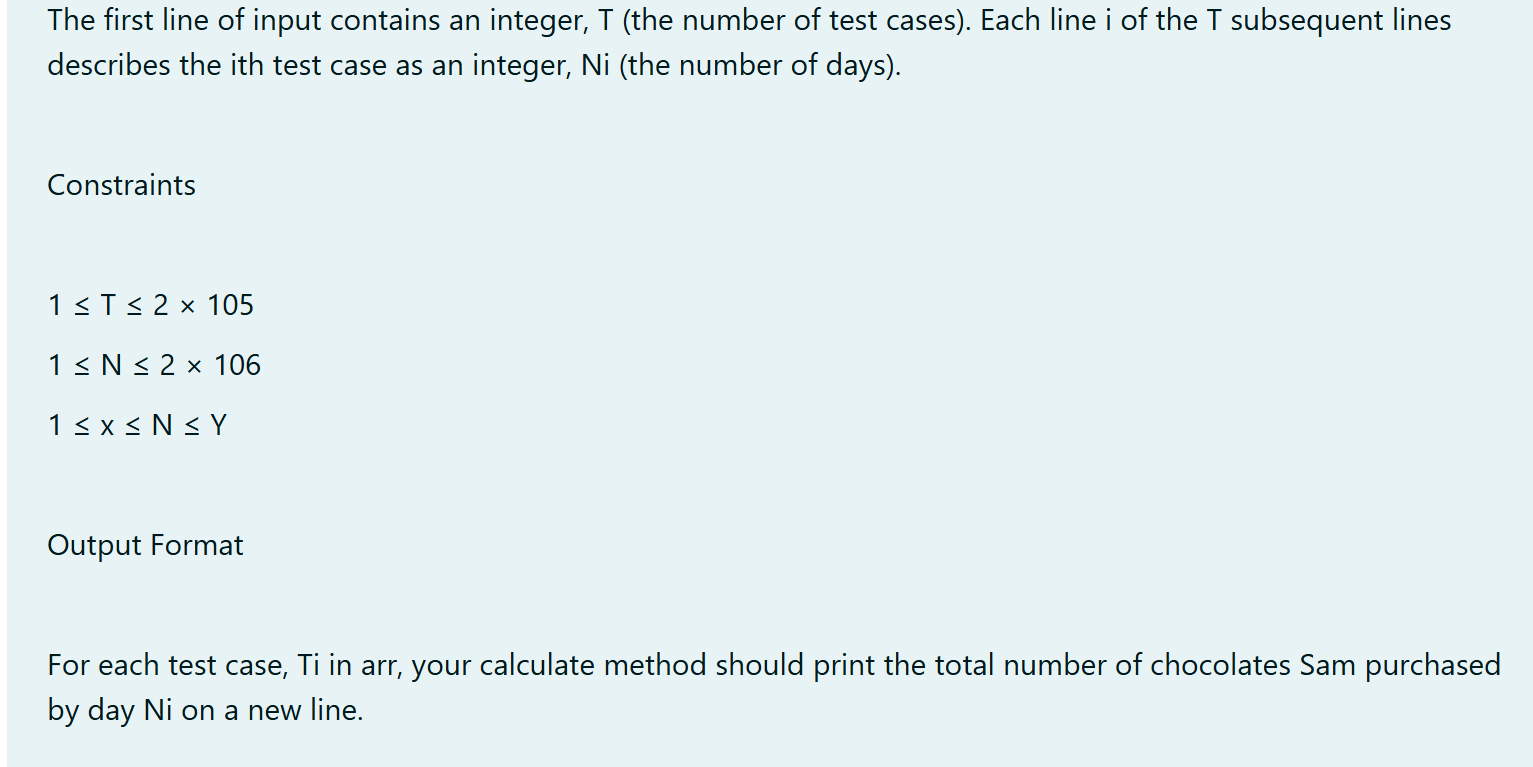 The first line of input contains an integer, T (the number of test cases). Each line i of the T subsequent lines
describes the ith test case as an integer, Ni (the number of days).
Constraints
1 ≤ T ≤ 2 × 105
1 ≤ N ≤ 2 × 106
1 ≤ x ≤ N ≤ Y
Output Format
For each test case, Ti in arr, your calculate method should print the total number of chocolates Sam purchased
by day Ni on a new line.